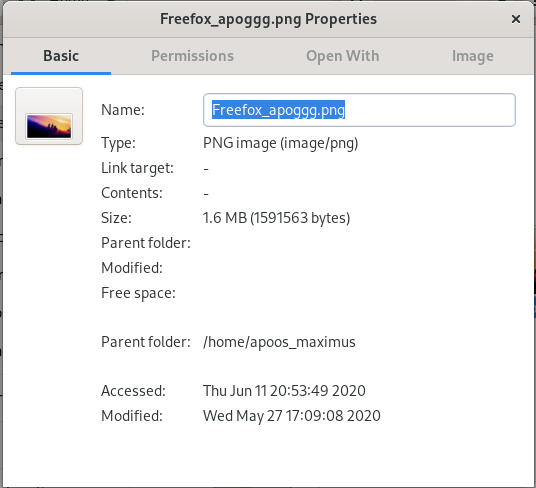 Freefox_apoggg.png Properties
×
Basic Permissions Open With Image
Name: Freefox_apoggg.png
Type: PNG image (image/png)
Link target: -
Contents: -
Size: 1.6 MB (1591563 bytes)
Parent folder:
Modified:
Free space:
Parent folder: /home/apoos_maximus
Accessed: Thu Jun 11 20:53:49 2020
Modified: Wed May 27 17:09:08 2020